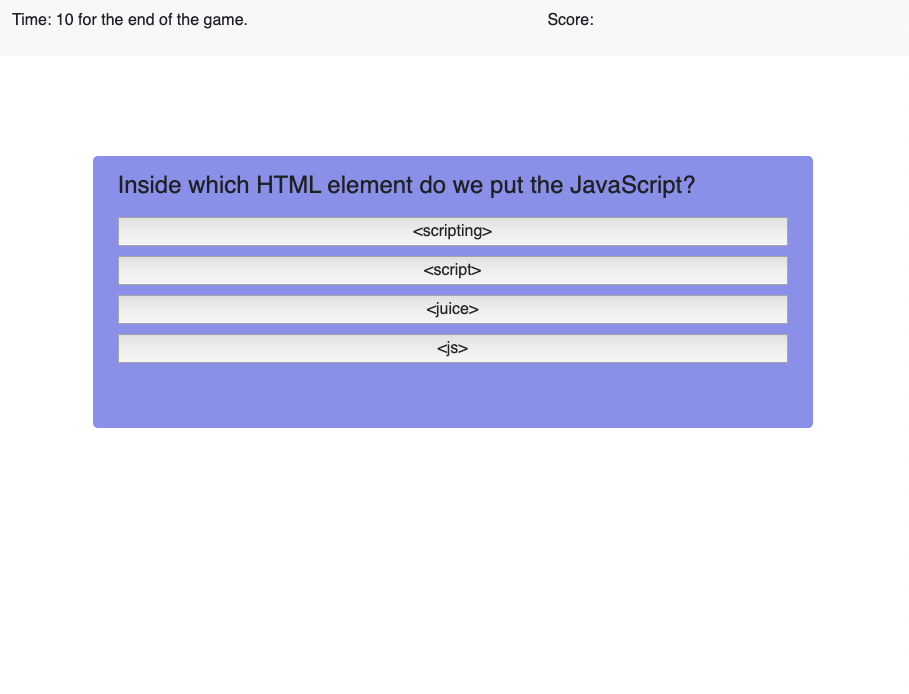 Time: 10 for the end of the game.
Score:
Inside which HTML element do we put the JavaScript?
<scripting>
<script>
<juice>
<js>